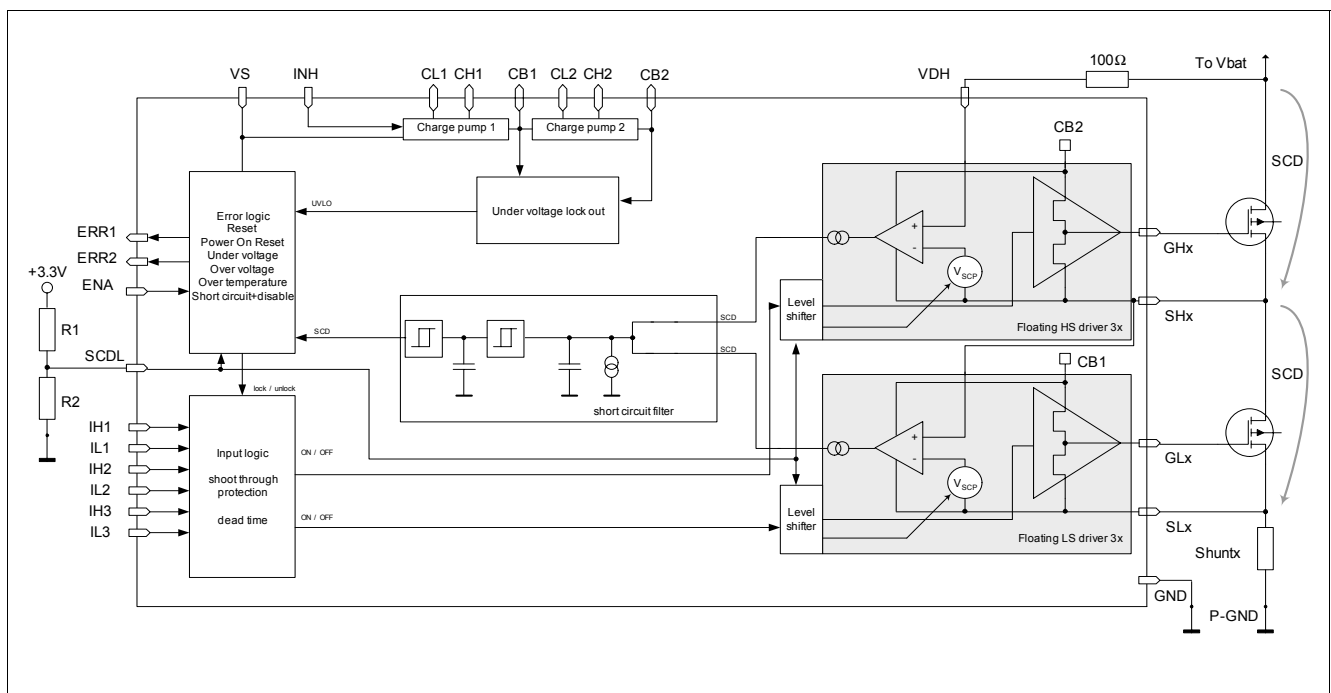 100Ω
To Vbat
VS
INH
CL1
CH1
CB1
CL2
CH2
CB2
VDH
Charge pump 1
Charge pump 2
CB2
SCD
Error logic
Reset
Power On Reset
Under voltage
Over voltage
Over temperature
Short circuit+disable
UVLO
Under voltage lock out
ERR1
ERR2
ENA
+3.3V
+
-
VSCP
GHx
Level
shifter
SHx
Floating HS driver 3x
R1
SCD
SCD
SCD
SCDL
R2
lock / unlock
short circuit filter
CB1
SCD
IH1
IL1
IH2
IL2
IH3
IL3
Input logic
shoot through
protection
dead time
ON / OFF
ON / OFF
+
-
VSCP
GLx
Level
shifter
SLx
Floating LS driver 3x
Shuntx
GND
P-GND